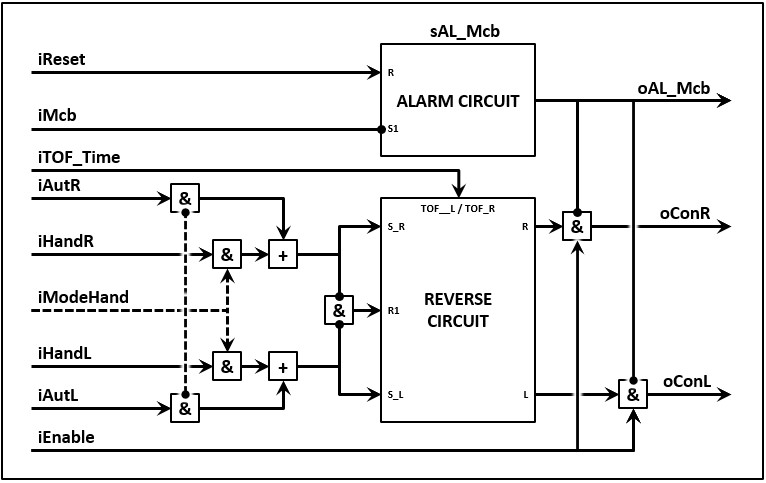 sAL_Mcb
iReset
R
ALARM CIRCUIT
oAL_Mcb
iMcb
S1
iTOF_Time
iAutR
&
TOF__L / TOF_R
oConR
S_R
R
&
iHandR
&
+
iModeHand
&
R1
REVERSE
CIRCUIT
iHandL
&
+
oConL
iAutL
&
S_L
L
&
iEnable